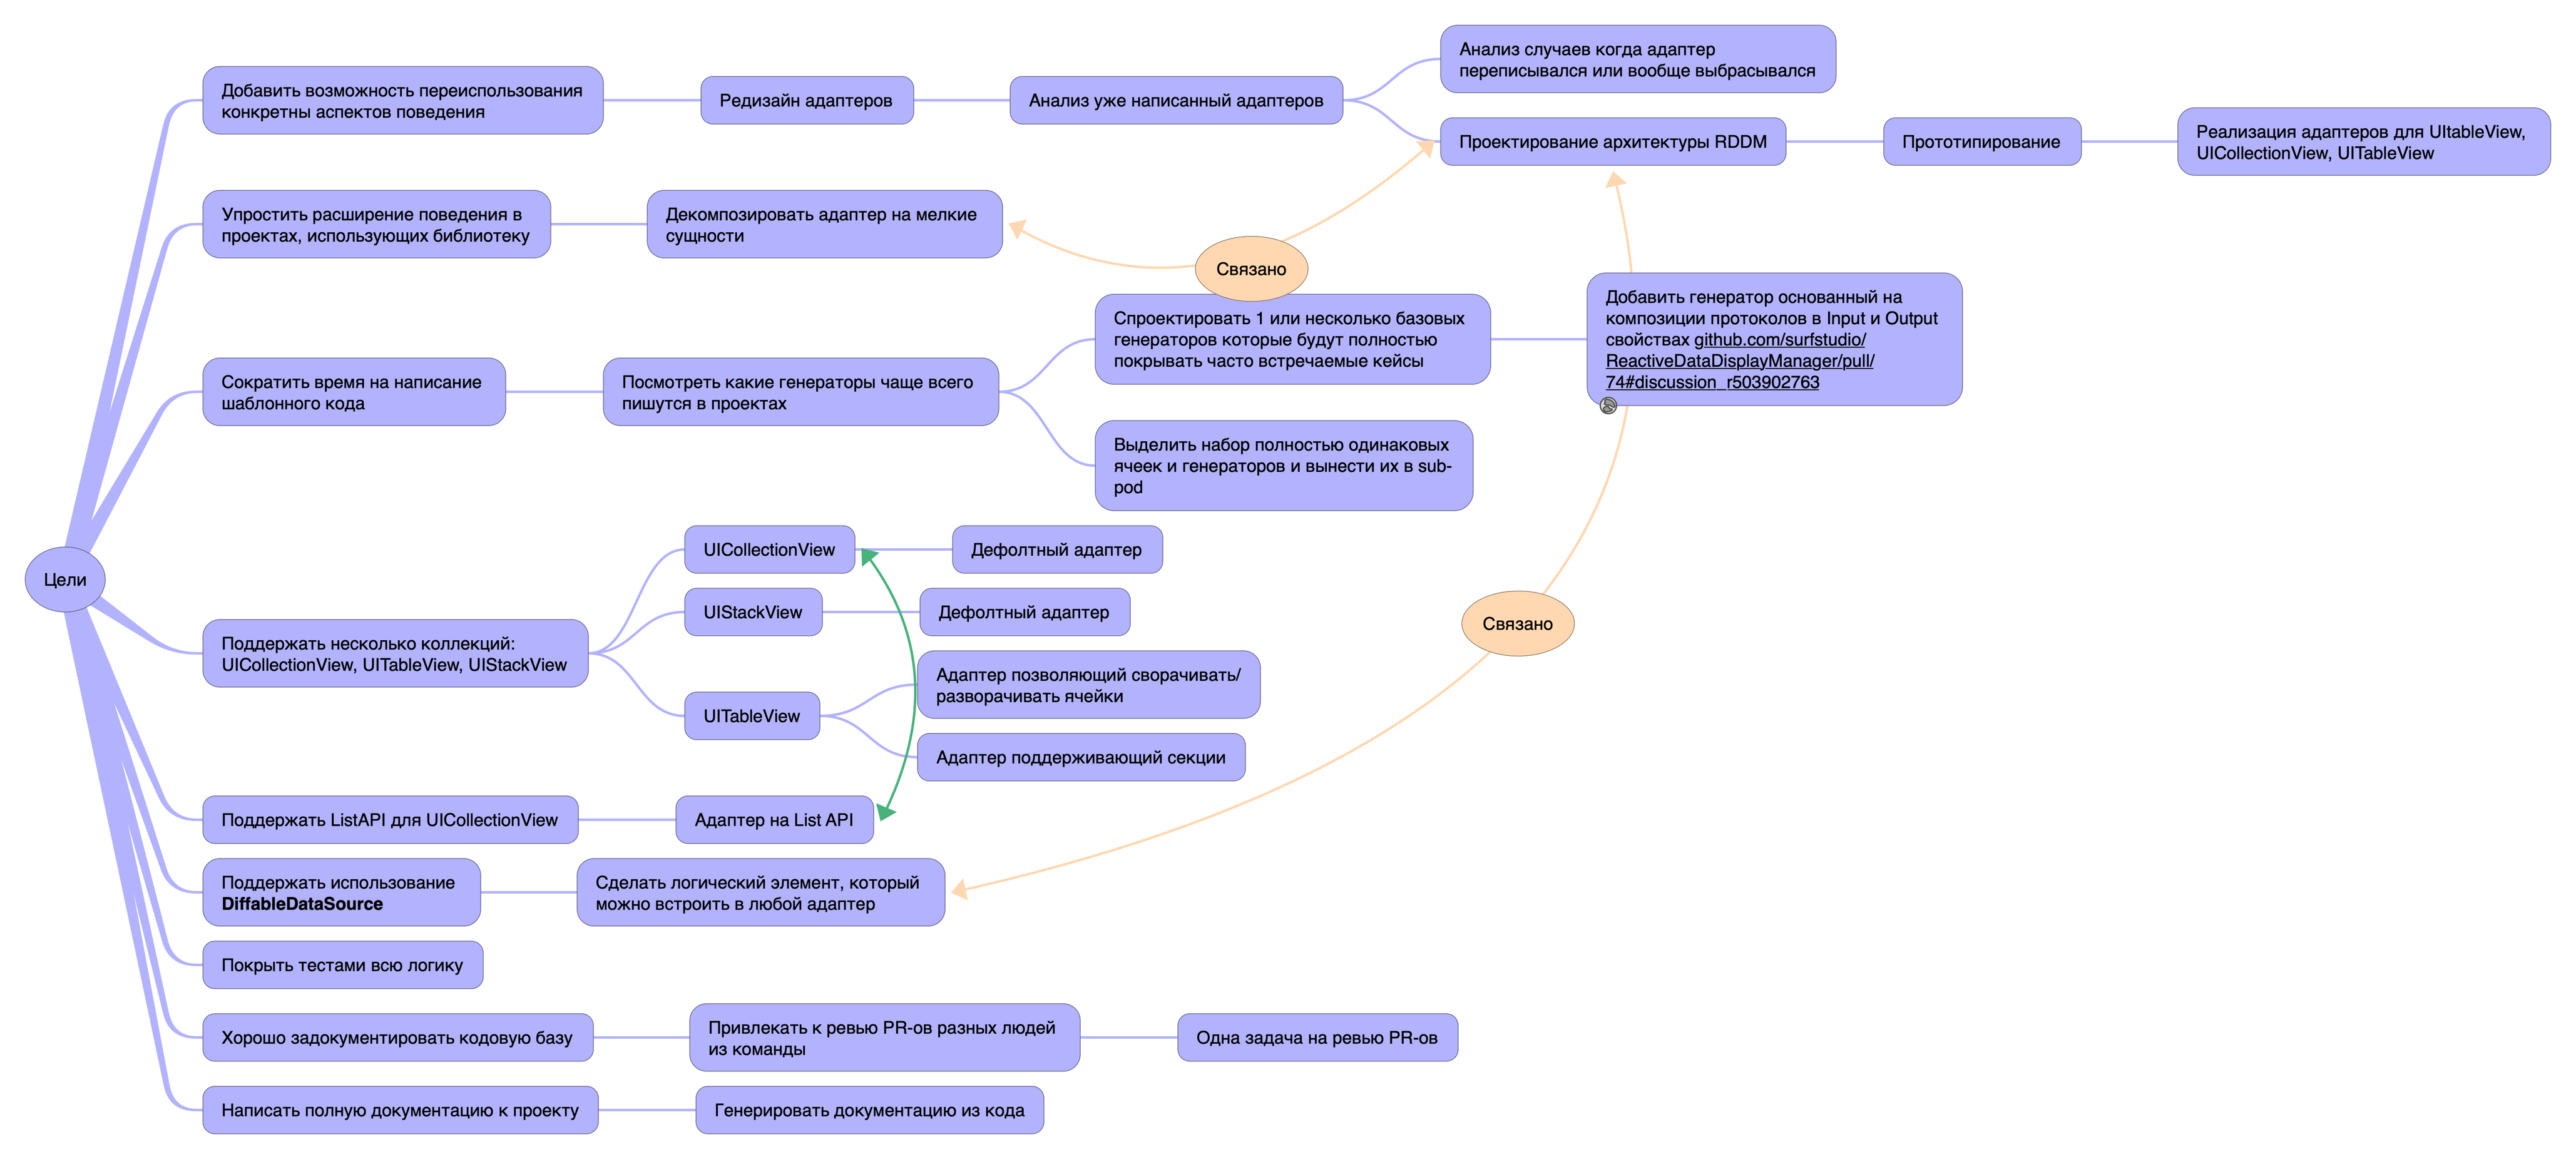 Цели
Добавить возможность переиспользования
конкретны аспектов поведения
Редизайн адаптеров
Анализ уже написанный адаптеров
Анализ случаев когда адаптер
переписывался или вообще выбрасывался
Проектирование архитектуры RDDM
Прототипирование
Реализация адаптеров для UItableView,
UICollectionView, UITableView
Упростить расширение поведения в
проектах, использующих библиотеку
Декомпозировать адаптер на мелкие
сущности
Связано
Сократить время на написание
шаблонного кода
Посмотреть какие генераторы чаще всего
пишутся в проектах
Спроектировать 1 или несколько базовых
генераторов которые будут полностью
покрывать часто встречаемые кейсы
Добавить генератор основанный на
композиции протоколов в Input и Output
свойствах github.com/surfstudio/
ReactiveDataDisplayManager/pull/
74#discussion_r503902763
Выделить набор полностью одинаковых
ячеек и генераторов и вынести их в sub-
pod
Поддержать несколько коллекций:
UICollectionView, UITableView, UIStackView
UICollectionView
Дефолтный адаптер
UIStackView
Дефолтный адаптер
UITableView
Адаптер позволяющий сворачивать/
разворачивать ячейки
Адаптер поддерживающий секции
Связано
Поддержать ListAPI для UICollectionView
Адаптер на List API
Поддержать использование
DiffableDataSource
Сделать логический элемент, который
можно встроить в любой адаптер
Покрыть тестами всю логику
Хорошо задокументировать кодовую базу
Привлекать к ревью PR-ов разных людей
из команды
Одна задача на ревью PR-ов
Написать полную документацию к проекту
Генерировать документацию из кода